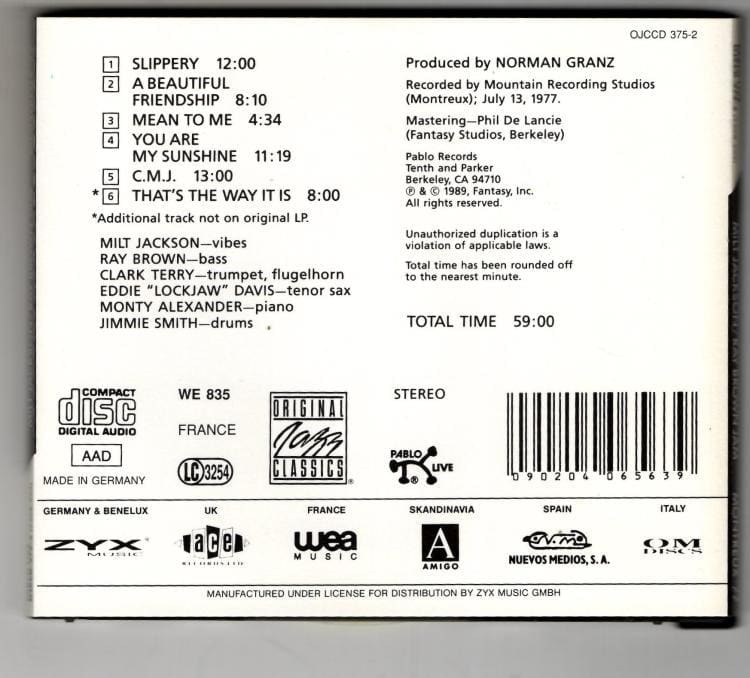 OJCCD 375-2
1 SLIPPERY 12:00
2 A BEAUTIFUL
FRIENDSHIP 8:10
3 MEAN TO ME 4:34
4 YOU ARE
MY SUNSHINE 11:19
5 C.M.J. 13:00
*6 THAT'S THE WAY IT IS 8:00
*Additional track not on original LP.
MILT JACKSON—vibes
RAY BROWN—bass
CLARK TERRY—trumpet, flugelhorn
EDDIE "LOCKJAW" DAVIS—tenor sax
MONTY ALEXANDER—piano
JIMMIE SMITH—drums
Produced by NORMAN GRANZ
Recorded by Mountain Recording Studios
(Montreux); July 13, 1977.
Mastering—Phil De Lancie
(Fantasy Studios, Berkeley)
Pablo Records
Tenth and Parker
Berkeley, CA 94710
℗ & © 1989, Fantasy, Inc.
All rights reserved.
Unauthorized duplication is a
violation of applicable laws.
Total time has been rounded off
to the nearest minute.
TOTAL TIME 59:00
COMPACT
disc
DIGITAL AUDIO
AAD
MADE IN GERMANY
WE 835
FRANCE
LC 3254
ORIGINAL
Jazz
CLASSICS®
STEREO
PABLO
LIVE
®
0 90204 06563 9
GERMANY & BENELUX
ZYX
MUSIC
UK
ace
RECORDS LTD
FRANCE
wea
MUSIC
SKANDINAVIA
A
AMIGO
SPAIN
N.M.
NUEVOS MEDIOS, S.A.
ITALY
OM
DISCS
MANUFACTURED UNDER LICENSE FOR DISTRIBUTION BY ZYX MUSIC GMBH